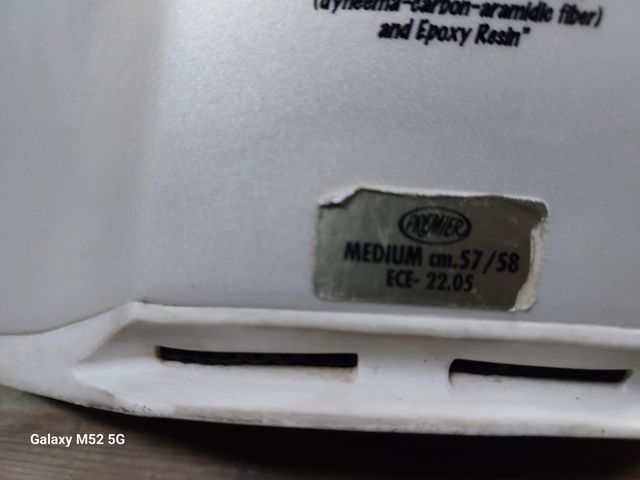 (dyneema-carbon-aramidic fiber)
and Epoxy Resin"
PREMIER
MEDIUM cm.57/58
ECE- 22.05
Galaxy M52 5G